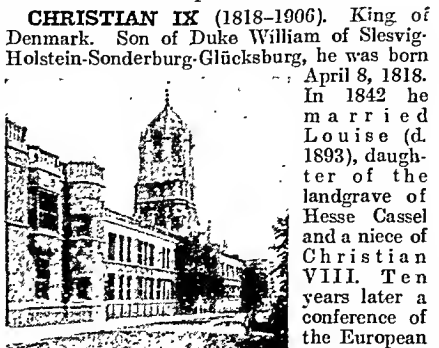 CHRISTIAN IX (1818–1906). King of
Denmark. Son of Duke William of Slesvig-
Holstein-Sonderburg-Glücksburg, he was born
April 8, 1818.
In 1842 he
married
Louise (d.
1893), daugh-
ter of the
landgrave of
Hesse Cassel
and a niece of
Christian
VIII. Ten
years later a
conference of
the European